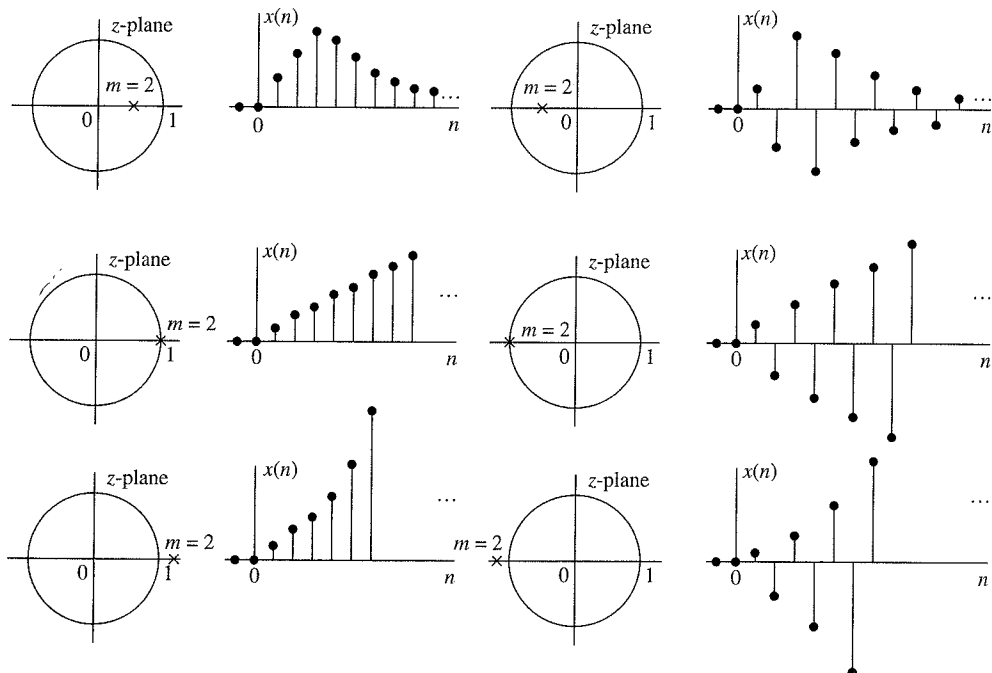 z-plane
m = 2
0
1
x(n)
0
n
...
z-plane
m = 2
0
1
x(n)
0
n
...
z-plane
m = 2
0
1
x(n)
0
n
...
z-plane
m = 2
0
1
x(n)
0
n
...
z-plane
m = 2
0
1
x(n)
0
n
...
z-plane
m = 2
0
1
x(n)
0
n
...